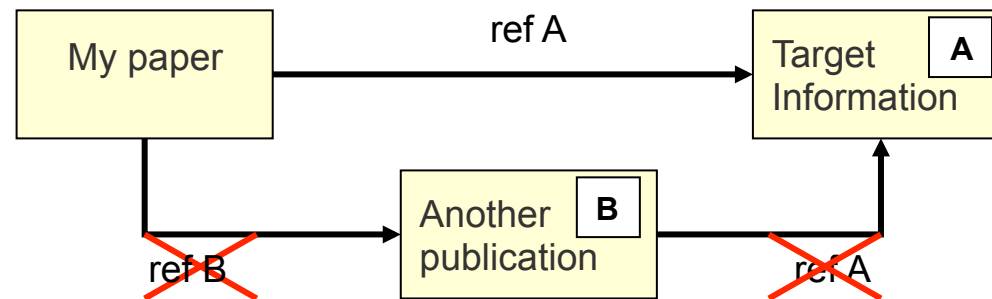 ref A
My paper
Target
Information
A
Another
publication
B
ref B
ref A